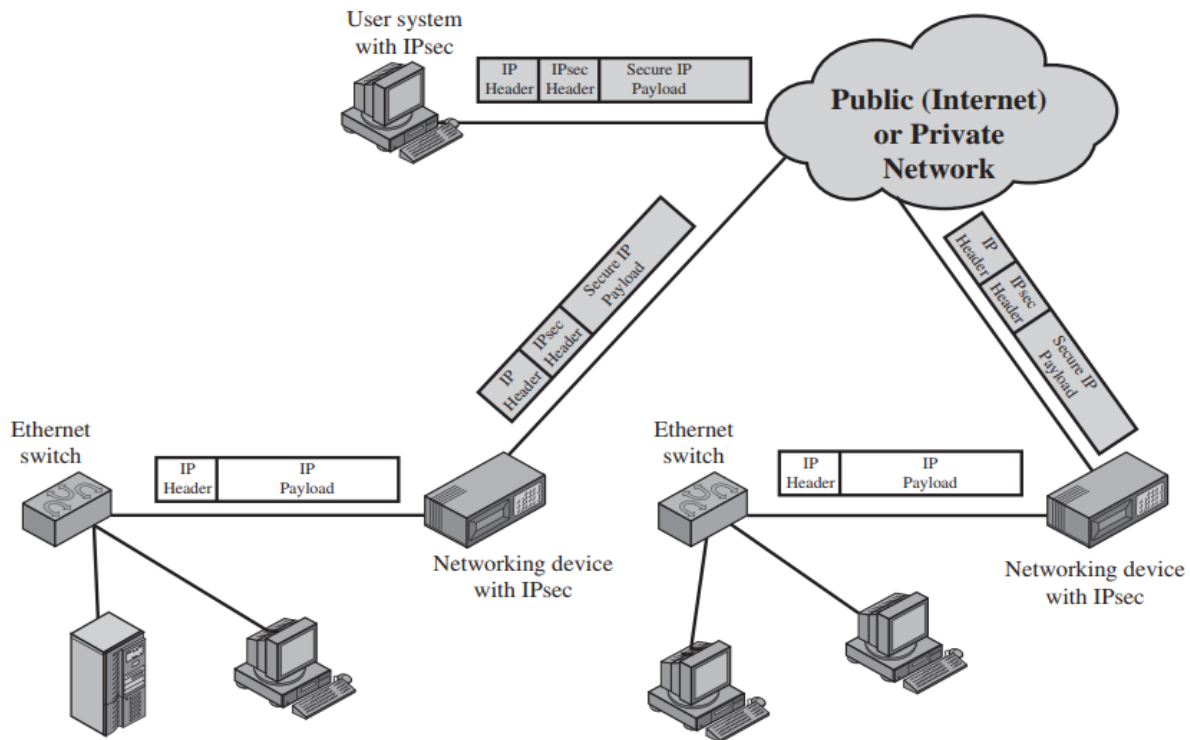 User system
with IPsec
IP
Header
IPsec
Header
Secure IP
Payload
Public (Internet)
or Private
Network
IP
Header
IPsec
Header
Secure IP
Payload
IP
Header
IPsec
Header
Secure IP
Payload
Ethernet
switch
IP
Header
IP
Payload
Networking device
with IPsec
Ethernet
switch
IP
Header
IP
Payload
Networking device
with IPsec